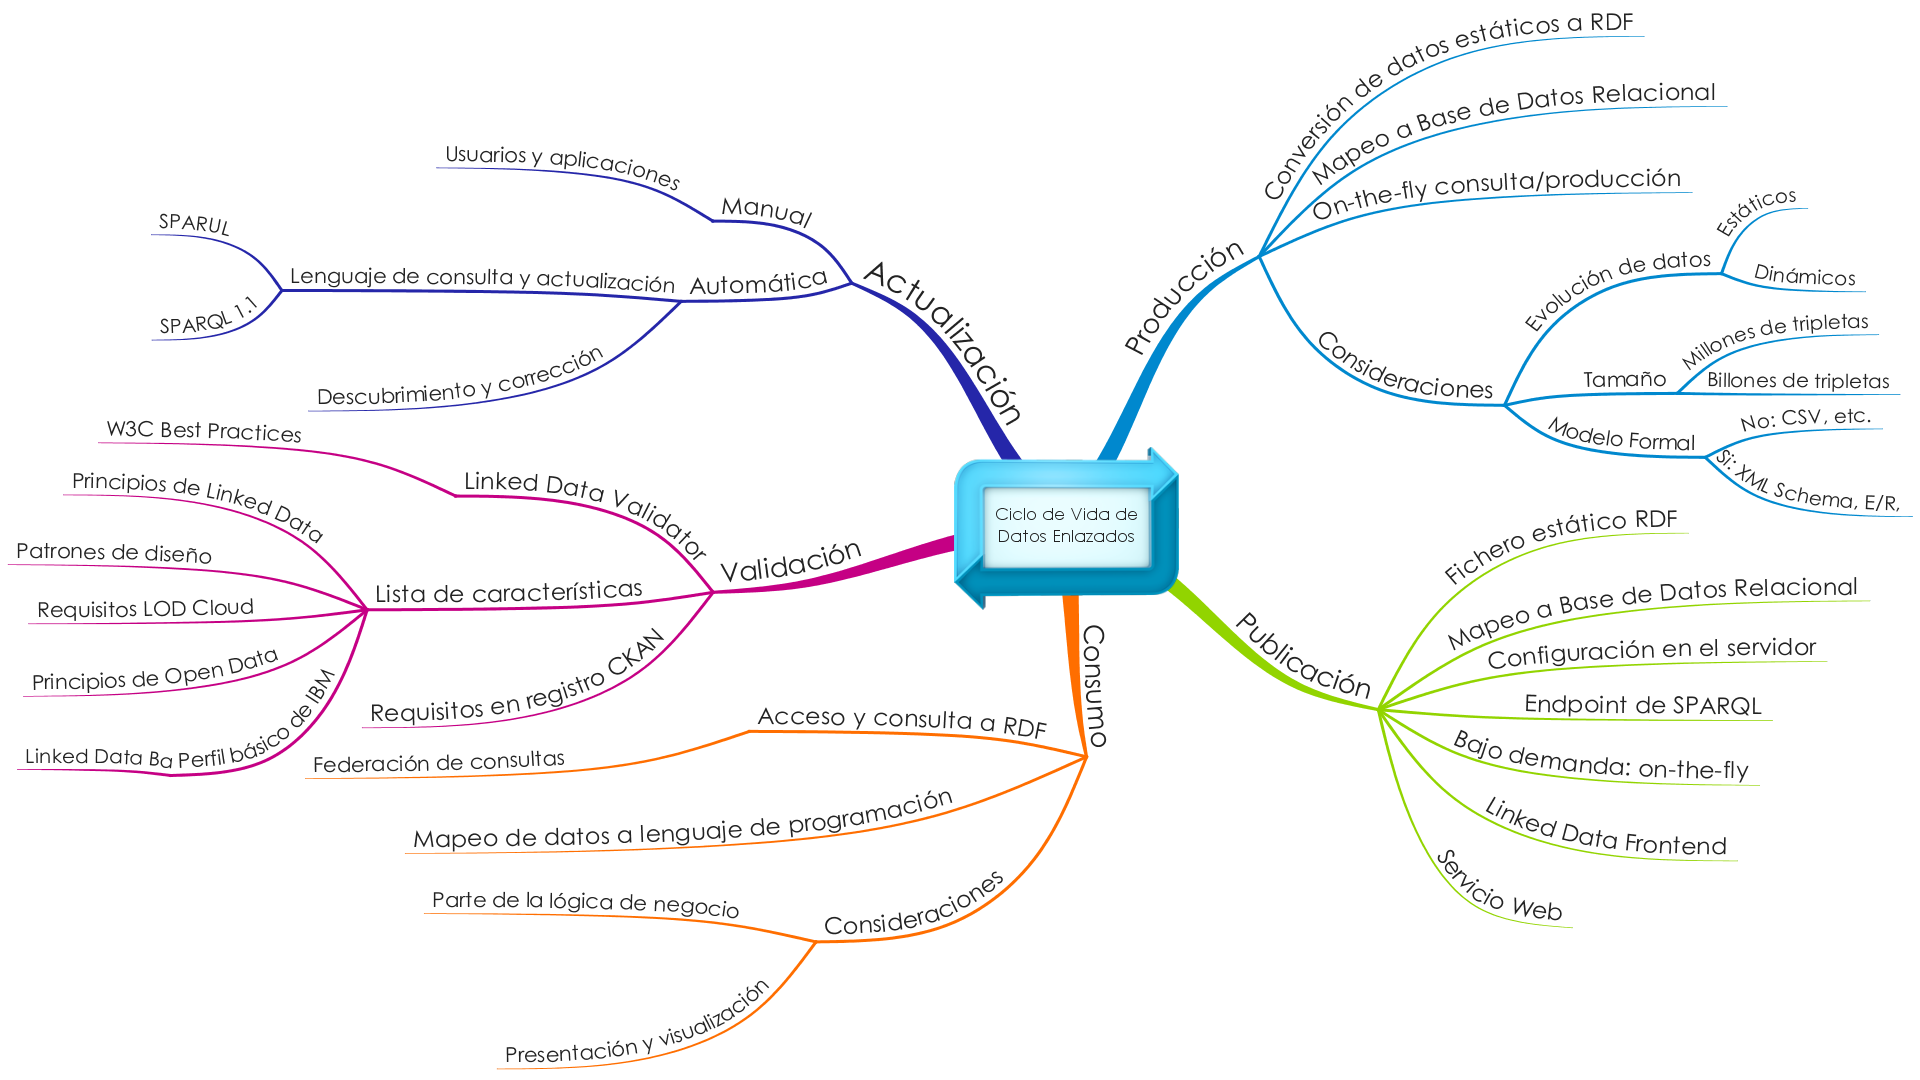 Ciclo de Vida de
Datos Enlazados
Producción
Conversión de datos estáticos a RDF
Mapeo a Base de Datos Relacional
On-the-fly consulta/producción
Consideraciones
Evolución de datos
Estáticos
Dinámicos
Tamaño
Millones de tripletas
Billones de tripletas
Modelo Formal
No: CSV, etc.
Si: XML Schema, E/R,
Publicación
Fichero estático RDF
Mapeo a Base de Datos Relacional
Configuración en el servidor
Endpoint de SPARQL
Bajo demanda: on-the-fly
Linked Data Frontend
Servicio Web
Consumo
Acceso y consulta a RDF
Federación de consultas
Mapeo de datos a lenguaje de programación
Consideraciones
Parte de la lógica de negocio
Presentación y visualización
Validación
Linked Data Validator
W3C Best Practices
Lista de características
Principios de Linked Data
Patrones de diseño
Requisitos LOD Cloud
Principios de Open Data
Perfil básico de IBM
Linked Data Ba
Requisitos en registro CKAN
Actualización
Manual
Usuarios y aplicaciones
Automática
Lenguaje de consulta y actualización
SPARUL
SPARQL 1.1
Descubrimiento y corrección